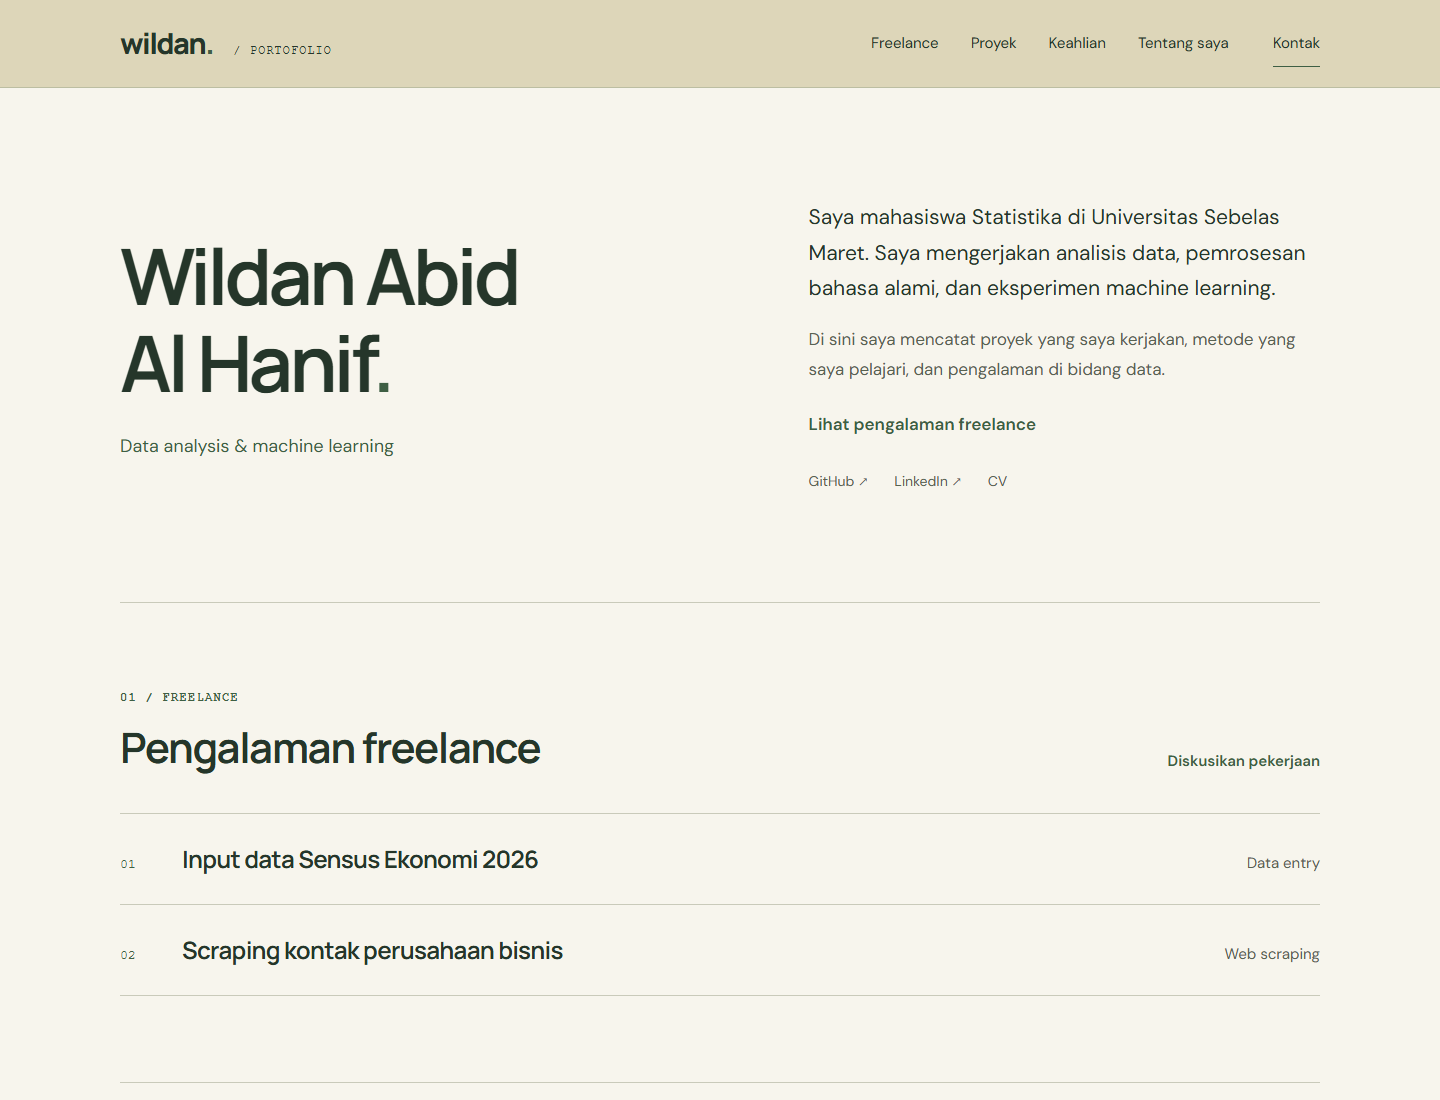 wildan. / PORTOFOLIO
Freelance Proyek Keahlian Tentang saya Kontak
Wildan Abid
Al Hanif.
Data analysis & machine learning
Saya mahasiswa Statistika di Universitas Sebelas
Maret. Saya mengerjakan analisis data, pemrosesan
bahasa alami, dan eksperimen machine learning.
Di sini saya mencatat proyek yang saya kerjakan, metode yang
saya pelajari, dan pengalaman di bidang data.
Lihat pengalaman freelance
GitHub ↗ LinkedIn ↗ CV
01 / FREELANCE
Pengalaman freelance
Diskusikan pekerjaan
01 Input data Sensus Ekonomi 2026 Data entry
02 Scraping kontak perusahaan bisnis Web scraping